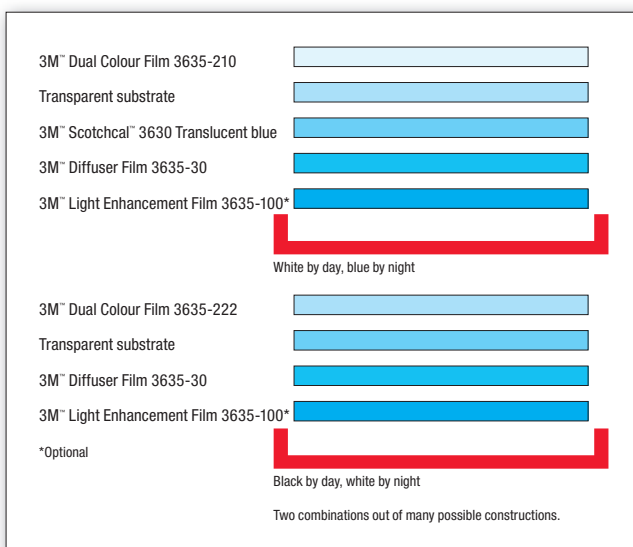 3M™ Dual Colour Film 3635-210
Transparent substrate
3M™ Scotchcal™ 3630 Translucent blue
3M™ Diffuser Film 3635-30
3M™ Light Enhancement Film 3635-100*
White by day, blue by night
3M™ Dual Colour Film 3635-222
Transparent substrate
3M™ Diffuser Film 3635-30
3M™ Light Enhancement Film 3635-100*
*Optional
Black by day, white by night
Two combinations out of many possible constructions.